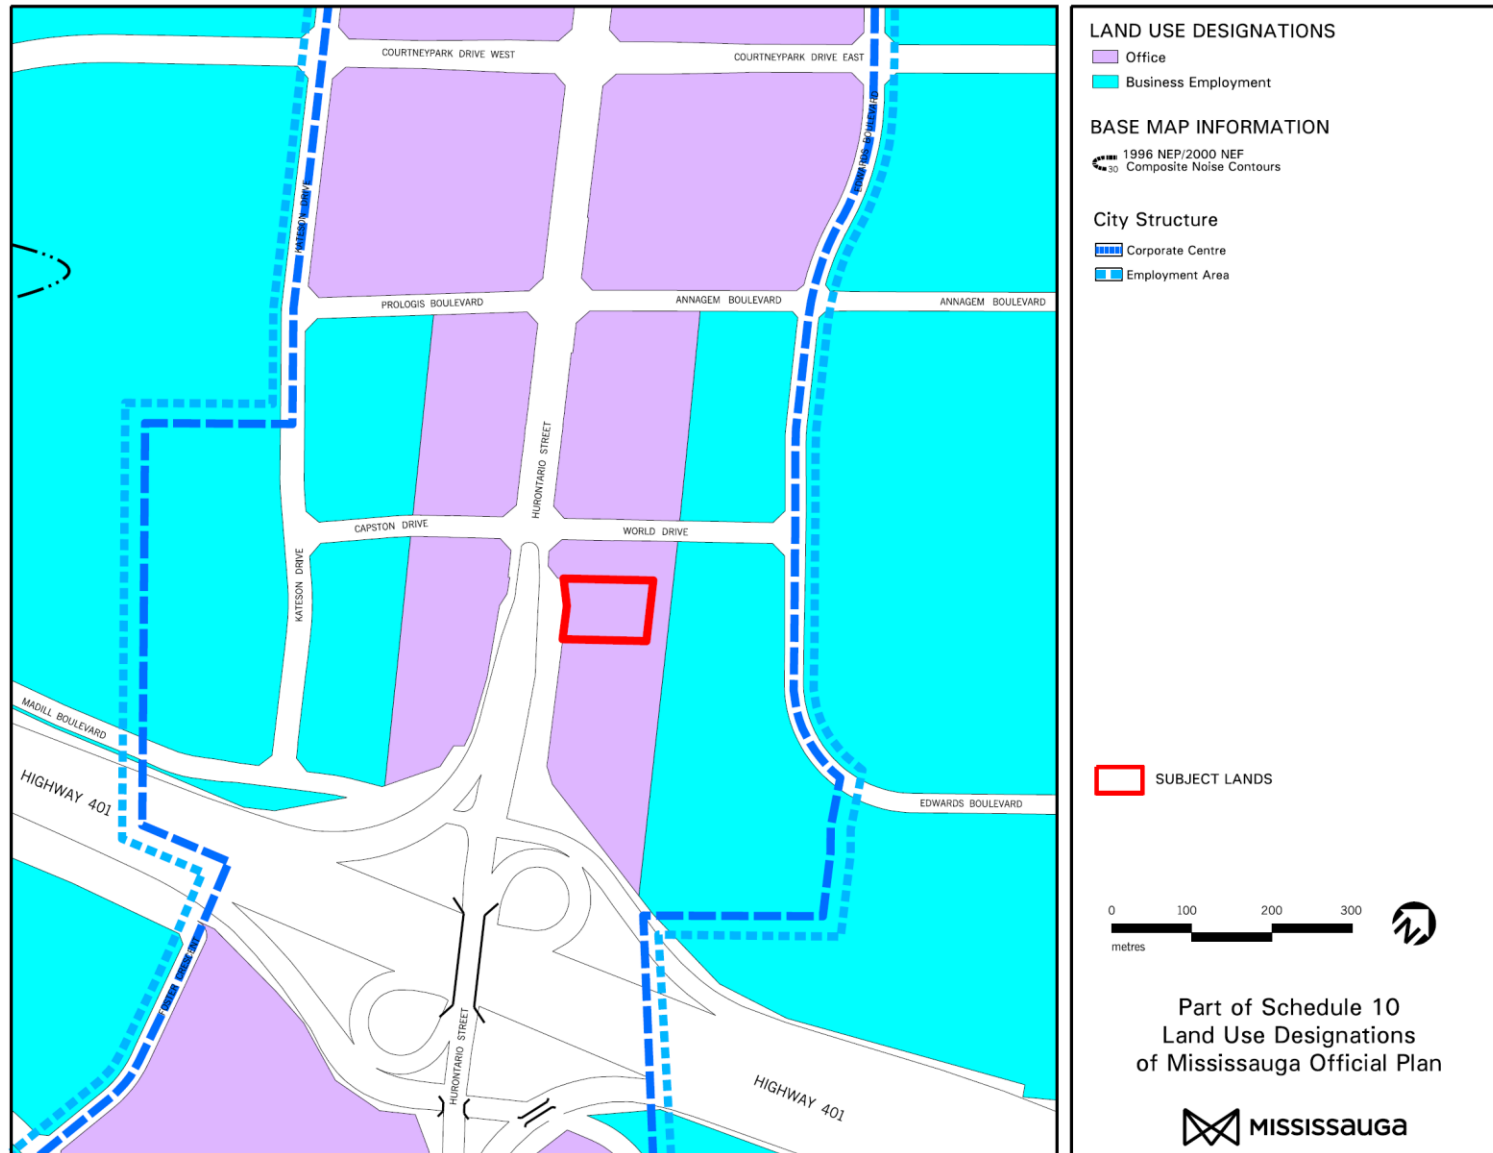 COURTNEYPARK DRIVE WEST
COURTNEYPARK DRIVE EAST
EDWARDS BOULEVARD
KATESON DRIVE
PROLOGIS BOULEVARD
ANNAGEM BOULEVARD
ANNAGEM BOULEVARD
HURONTARIO STREET
CAPSTON DRIVE
WORLD DRIVE
KATESON DRIVE
MADILL BOULEVARD
HIGHWAY 401
EDWARDS BOULEVARD
FOSTER CRESCENT
HURONTARIO STREET
HIGHWAY 401
LAND USE DESIGNATIONS
Office
Business Employment
BASE MAP INFORMATION
1996 NEP/2000 NEF
30 Composite Noise Contours
City Structure
Corporate Centre
Employment Area
SUBJECT LANDS
0 100 200 300
metres
N
Part of Schedule 10
Land Use Designations
of Mississauga Official Plan
MISSISSAUGA